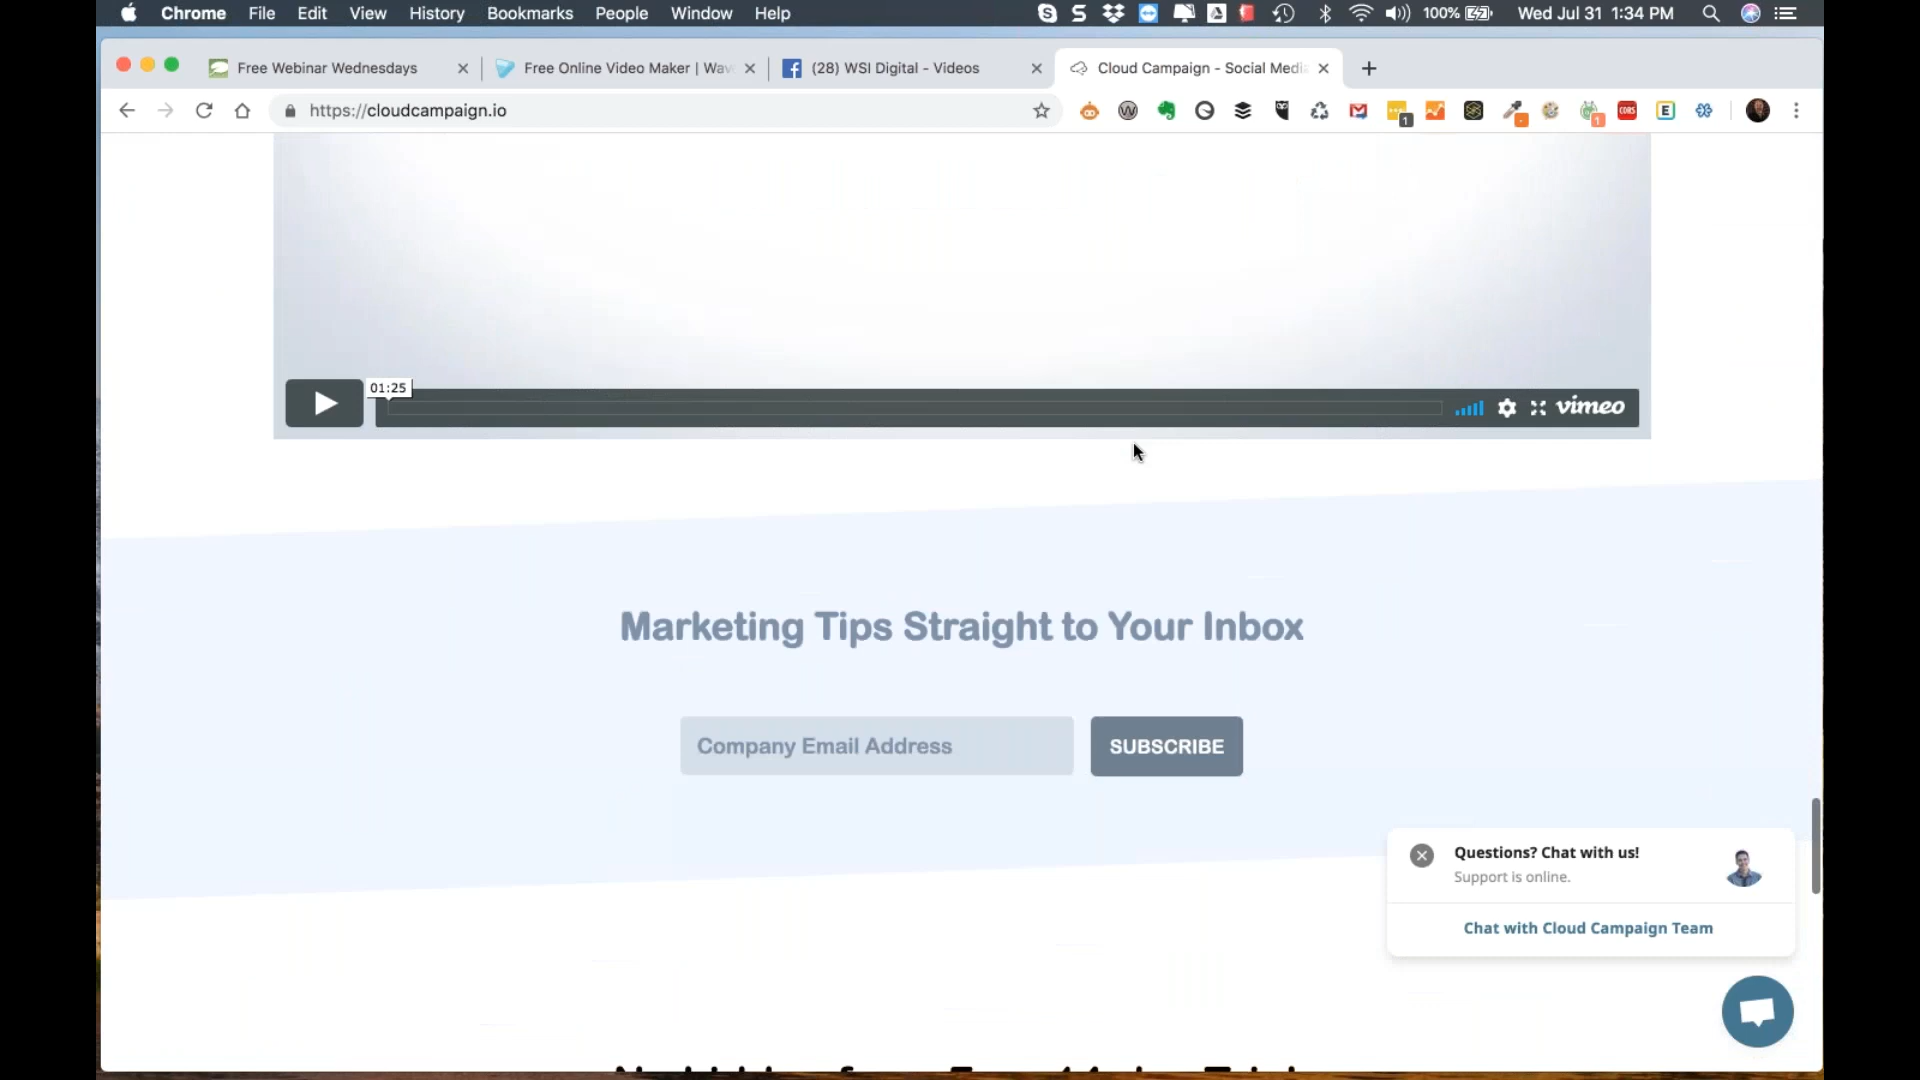 Chrome File Edit View History Bookmarks People Window Help 100% Wed Jul 31 1:34 PM
Free Webinar Wednesdays
Free Online Video Maker | Wav
(28) WSI Digital - Videos
Cloud Campaign - Social Medi
https://cloudcampaign.io
1
1
CORS
E
01:25
vimeo
Marketing Tips Straight to Your Inbox
Company Email Address
SUBSCRIBE
Questions? Chat with us!
Support is online.
Chat with Cloud Campaign Team